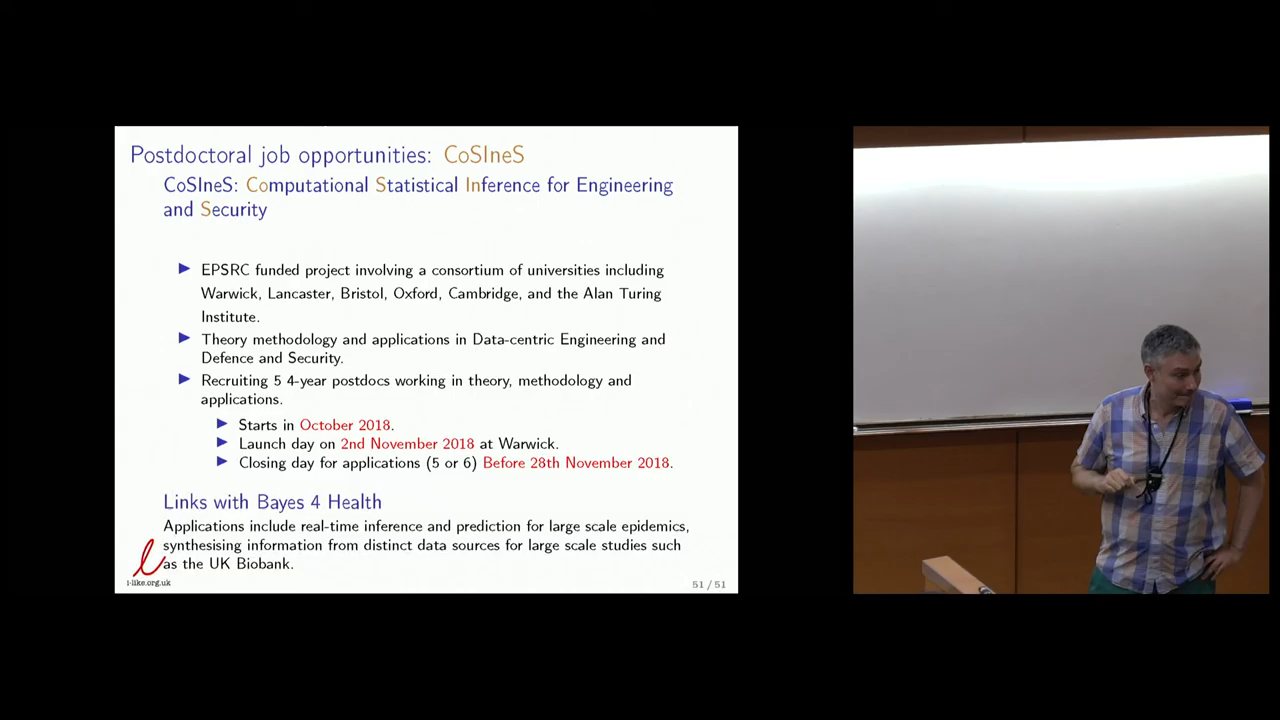 Postdoctoral job opportunities: CoSIneS
CoSIneS: Computational Statistical Inference for Engineering
and Security
▶ EPSRC funded project involving a consortium of universities including
Warwick, Lancaster, Bristol, Oxford, Cambridge, and the Alan Turing
Institute.
▶ Theory methodology and applications in Data-centric Engineering and
Defence and Security.
▶ Recruiting 5 4-year postdocs working in theory, methodology and
applications.
▶ Starts in October 2018.
▶ Launch day on 2nd November 2018 at Warwick.
▶ Closing day for applications (5 or 6) Before 28th November 2018.
Links with Bayes 4 Health
Applications include real-time inference and prediction for large scale epidemics,
synthesising information from distinct data sources for large scale studies such
as the UK Biobank.
i-like.org.uk
51 / 51